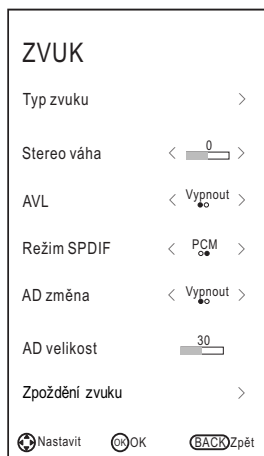 ZVUK
Typ zvuku >
Stereo váha < 0 >
AVL < Vypnout >
Režim SPDIF < PCM >
AD změna < Vypnout >
AD velikost 30
Zpoždění zvuku >
Nastavit OK OK BACK Zpět